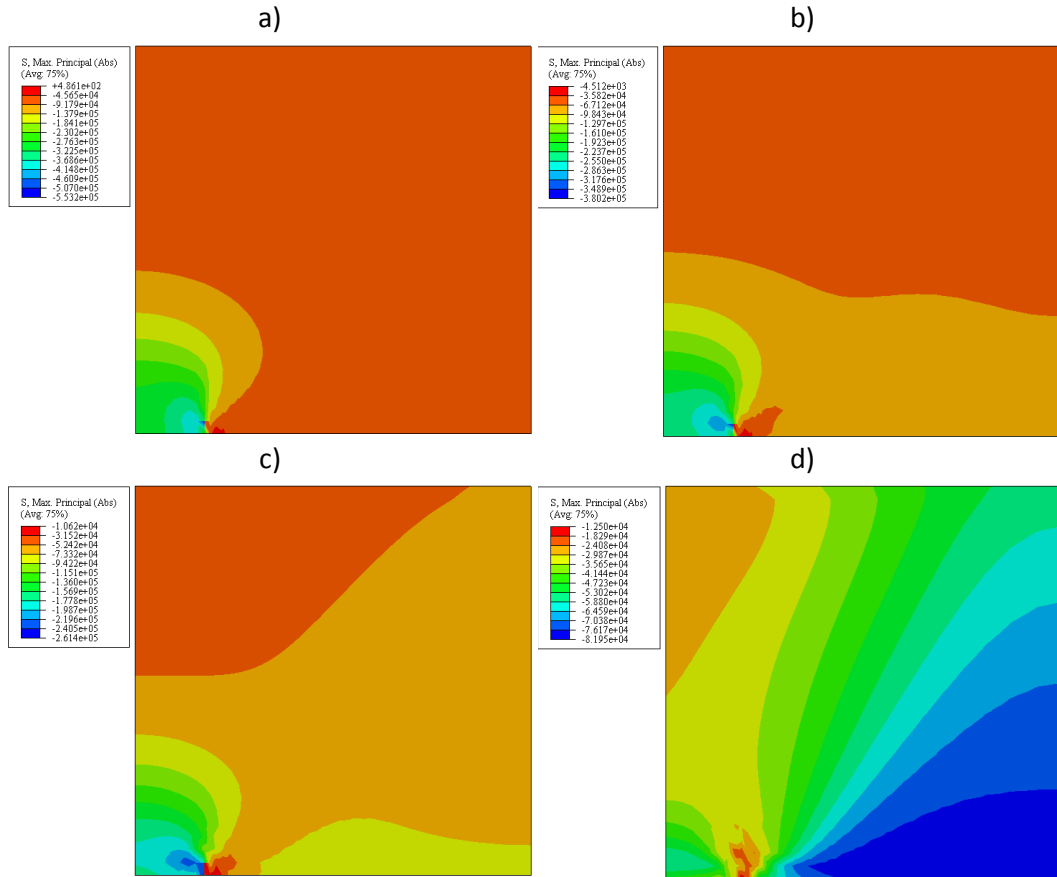 a)
b)
S, Max. Principal (Abs)
(Avg: 75%)
+4.861e+02
-4.565e+04
-9.179e+04
-1.379e+05
-1.841e+05
-2.302e+05
-2.763e+05
-3.225e+05
-3.686e+05
-4.148e+05
-4.609e+05
-5.070e+05
-5.532e+05
S, Max. Principal (Abs)
(Avg: 75%)
-4.512e+03
-3.582e+04
-6.712e+04
-9.843e+04
-1.297e+05
-1.610e+05
-1.923e+05
-2.237e+05
-2.550e+05
-2.863e+05
-3.176e+05
-3.489e+05
-3.802e+05
c)
d)
S, Max. Principal (Abs)
(Avg: 75%)
-1.062e+04
-3.152e+04
-5.242e+04
-7.332e+04
-9.422e+04
-1.151e+05
-1.360e+05
-1.569e+05
-1.778e+05
-1.987e+05
-2.196e+05
-2.405e+05
-2.614e+05
S, Max. Principal (Abs)
(Avg: 75%)
-1.250e+04
-1.829e+04
-2.408e+04
-2.987e+04
-3.565e+04
-4.144e+04
-4.723e+04
-5.302e+04
-5.880e+04
-6.459e+04
-7.038e+04
-7.617e+04
-8.195e+04